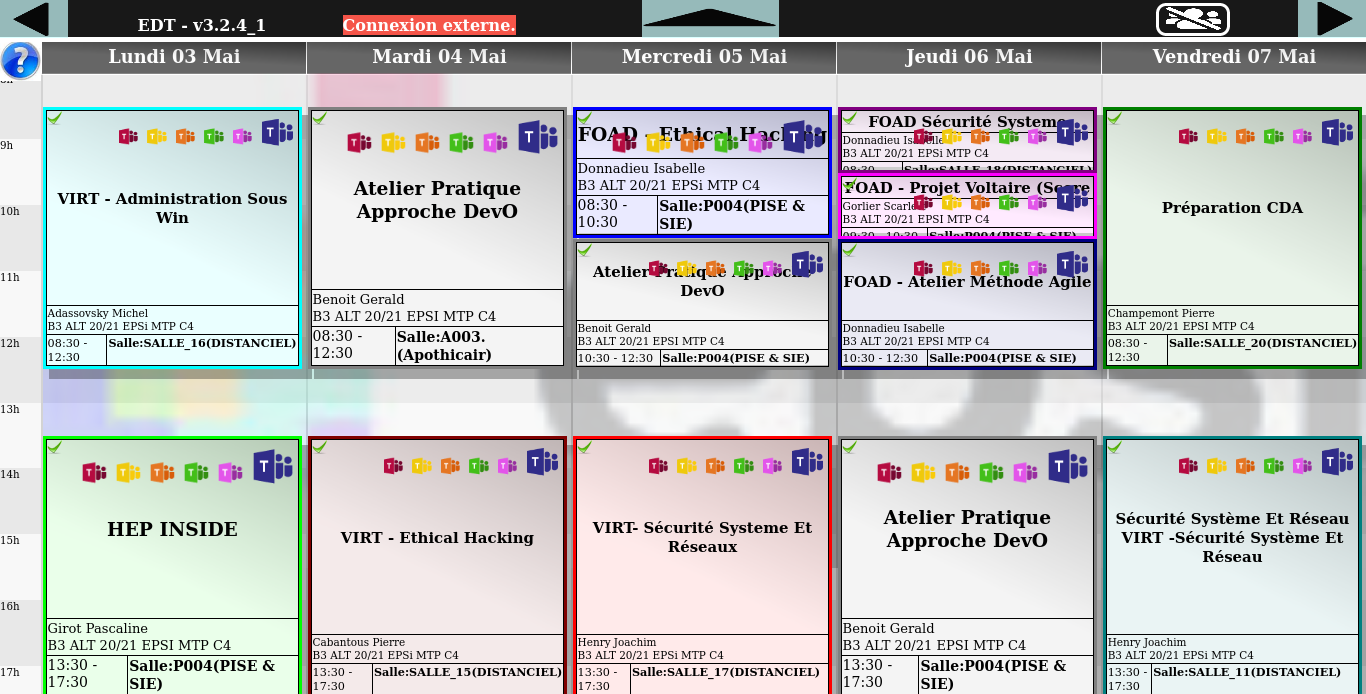 EDT - v3.2.4_1
Connexion externe.
Lundi 03 Mai
Mardi 04 Mai
Mercredi 05 Mai
Jeudi 06 Mai
Vendredi 07 Mai
9h
10h
11h
12h
13h
14h
15h
16h
17h
VIRT - Administration Sous
Win
Adassovsky Michel
B3 ALT 20/21 EPSi MTP C4
08:30 -
12:30
Salle:SALLE_16(DISTANCIEL)
HEP INSIDE
Girot Pascaline
B3 ALT 20/21 EPSI MTP C4
13:30 -
17:30
Salle:P004(PISE &
SIE)
Atelier Pratique
Approche DevO
Benoit Gerald
B3 ALT 20/21 EPSI MTP C4
08:30 -
12:30
Salle:A003.
(Apothicair)
VIRT - Ethical Hacking
Cabantous Pierre
B3 ALT 20/21 EPSi MTP C4
13:30 -
17:30
Salle:SALLE_15(DISTANCIEL)
FOAD - Ethical Hacking
Donnadieu Isabelle
B3 ALT 20/21 EPSi MTP C4
08:30 -
10:30
Salle:P004(PISE &
SIE)
Atelier Pratique Approche
DevO
Benoit Gerald
B3 ALT 20/21 EPSI MTP C4
10:30 - 12:30
Salle:P004(PISE & SIE)
VIRT- Sécurité Systeme Et
Réseaux
Henry Joachim
B3 ALT 20/21 EPSi MTP C4
13:30 -
17:30
Salle:SALLE_17(DISTANCIEL)
FOAD Sécurité Systeme
Donnadieu Isabelle
B3 ALT 20/21 EPSi MTP C4
08:30 -
Salle:SALLE_18(DISTANCIEL)
FOAD - Projet Voltaire (Score
Gorlier Scarlett
B3 ALT 20/21 EPSI MTP C4
09:30 - 10:30
Salle:P004(PISE & SIE)
FOAD - Atelier Méthode Agile
Donnadieu Isabelle
B3 ALT 20/21 EPSi MTP C4
10:30 - 12:30
Salle:P004(PISE & SIE)
Atelier Pratique
Approche DevO
Benoit Gerald
B3 ALT 20/21 EPSI MTP C4
13:30 -
17:30
Salle:P004(PISE &
SIE)
Préparation CDA
Champemont Pierre
B3 ALT 20/21 EPSi MTP C4
08:30 -
12:30
Salle:SALLE_20(DISTANCIEL)
Sécurité Système Et Réseau
VIRT -Sécurité Système Et
Réseau
Henry Joachim
B3 ALT 20/21 EPSi MTP C4
13:30 -
17:30
Salle:SALLE_11(DISTANCIEL)